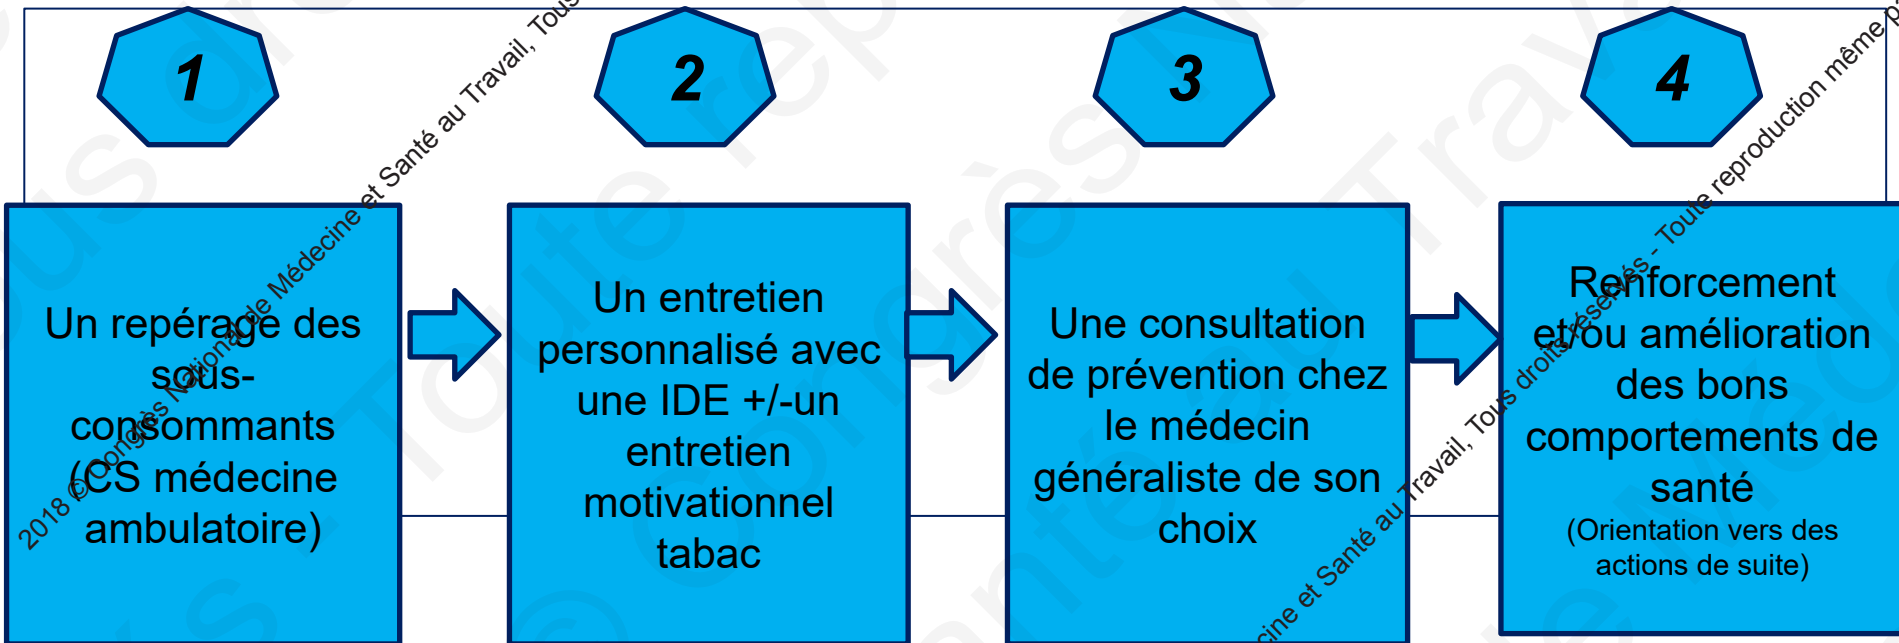 1
2
3
4
Un repérage des
sous-
consommants
(CS médecine
ambulatoire)
Un entretien
personnalisé avec
une IDE +/-un
entretien
motivationnel
tabac
Une consultation
de prévention chez
le médecin
généraliste de son
choix
Renforcement
et/ou amélioration
des bons
comportements de
santé
(Orientation vers des
actions de suite)
2018 © Congrès National de Médecine et Santé au Travail, Tous
cine et Santé au Travail, Tous droits réservés - Toute reproduction même pa